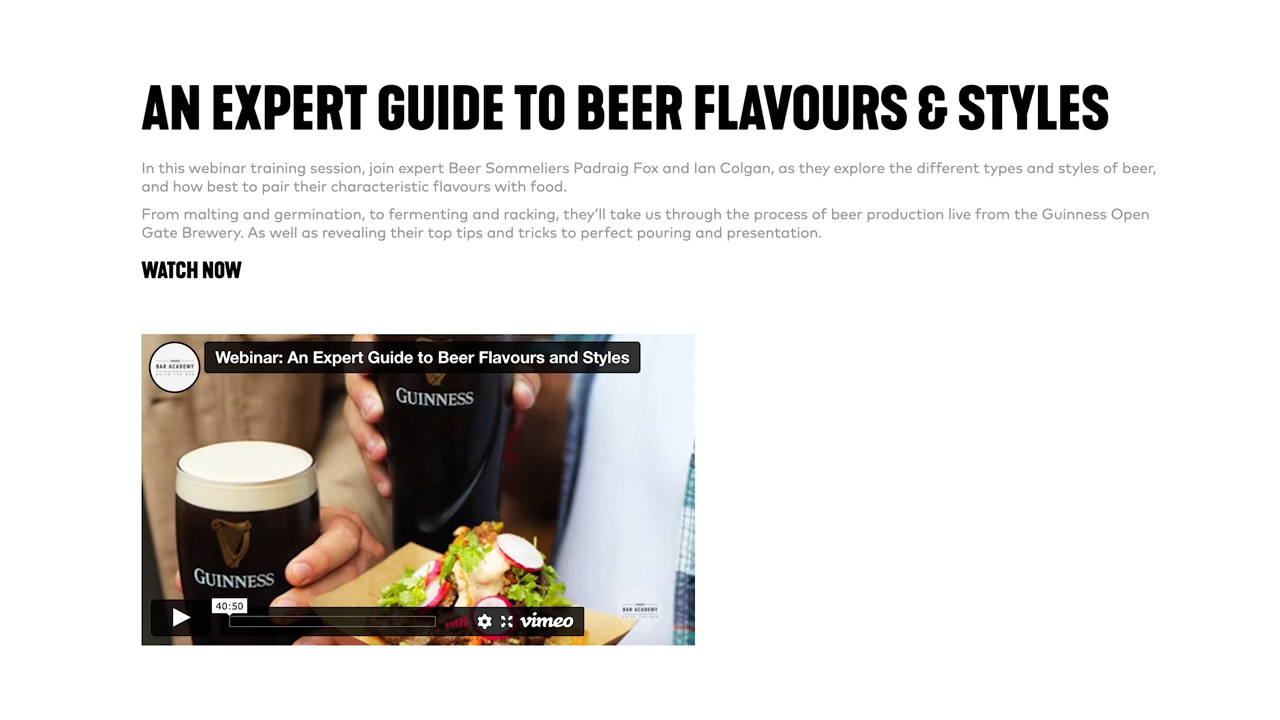 AN EXPERT GUIDE TO BEER FLAVOURS & STYLES
In this webinar training session, join expert Beer Sommeliers Padraig Fox and Ian Colgan, as they explore the different types and styles of beer,
and how best to pair their characteristic flavours with food.
From malting and germination, to fermenting and racking, they’ll take us through the process of beer production live from the Guinness Open
Gate Brewery. As well as revealing their top tips and tricks to perfect pouring and presentation.
WATCH NOW
BAR ACADEMY
Webinar: An Expert Guide to Beer Flavours and Styles
GUINNESS
GUINNESS
40:50
vimeo
BAR ACADEMY